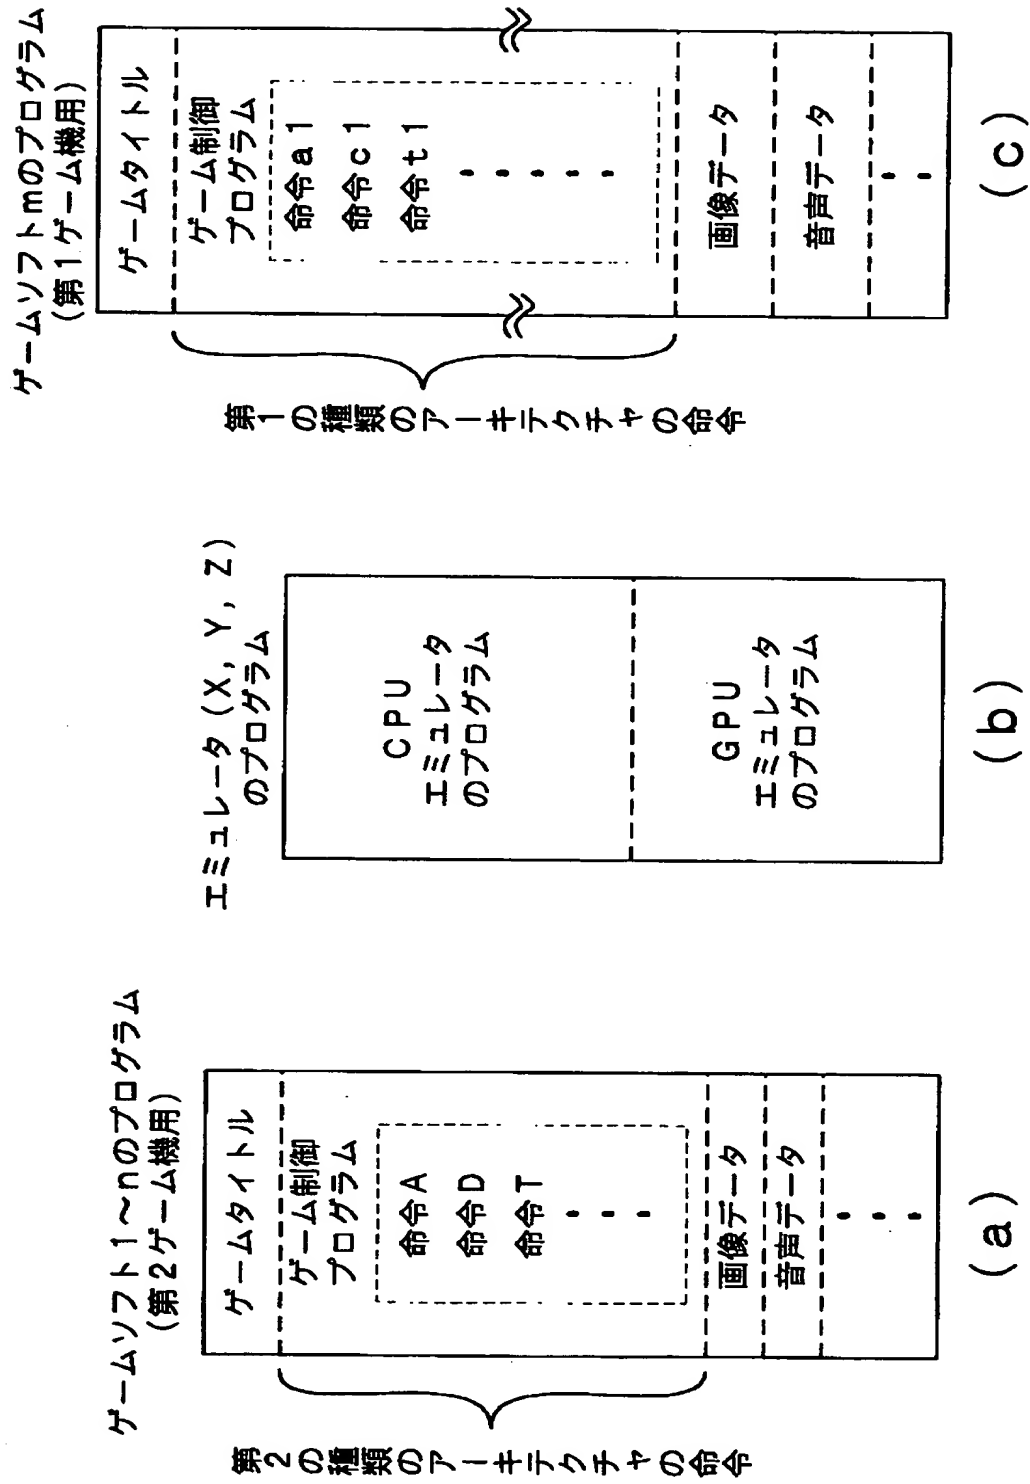 ゲームソフト1～nのプログラム
(第2ゲーム機用)
ゲームタイトル
ゲーム制御
プログラム
命令A
命令D
命令T
画像データ
音声データ
第2の種類のアーキテクチャの命令
(a)
エミュレータ(X, Y, Z)
のプログラム
CPU
エミュレータ
のプログラム
GPU
エミュレータ
のプログラム
(b)
ゲームソフトmのプログラム
(第1ゲーム機用)
ゲームタイトル
ゲーム制御
プログラム
命令a1
命令c1
命令t1
画像データ
音声データ
第1の種類のアーキテクチャの命令
(c)